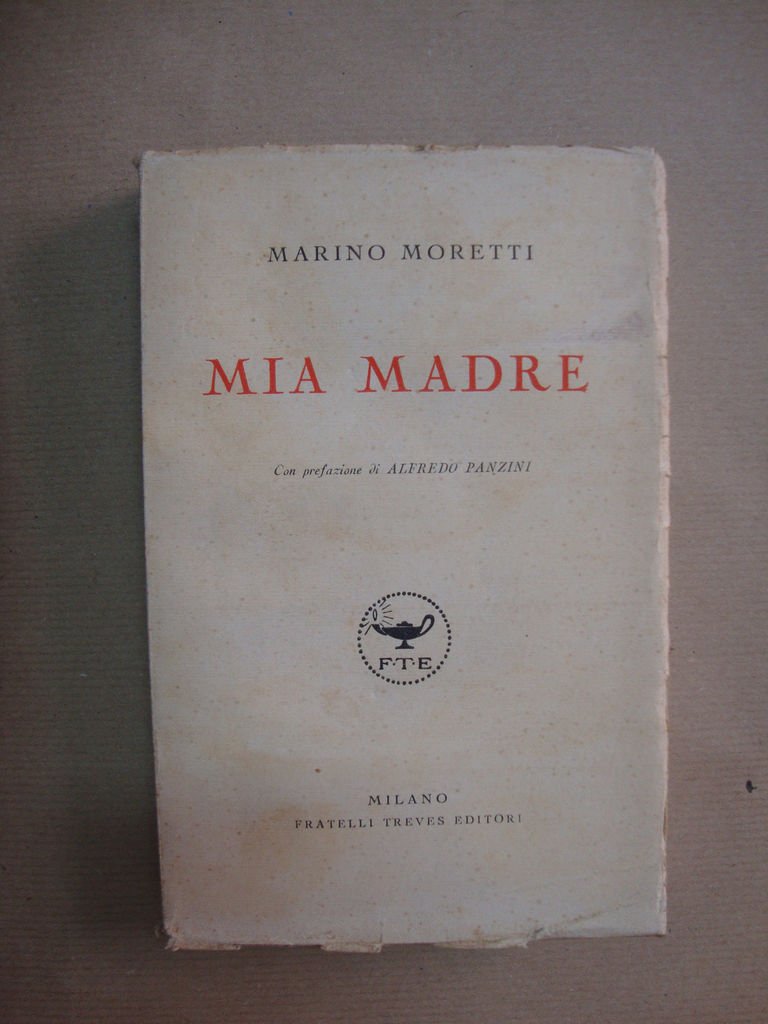 MARINO MORETTI
MIA MADRE
Con prefazione di ALFREDO PANZINI
F·T·E
MILANO
FRATELLI TREVES EDITORI